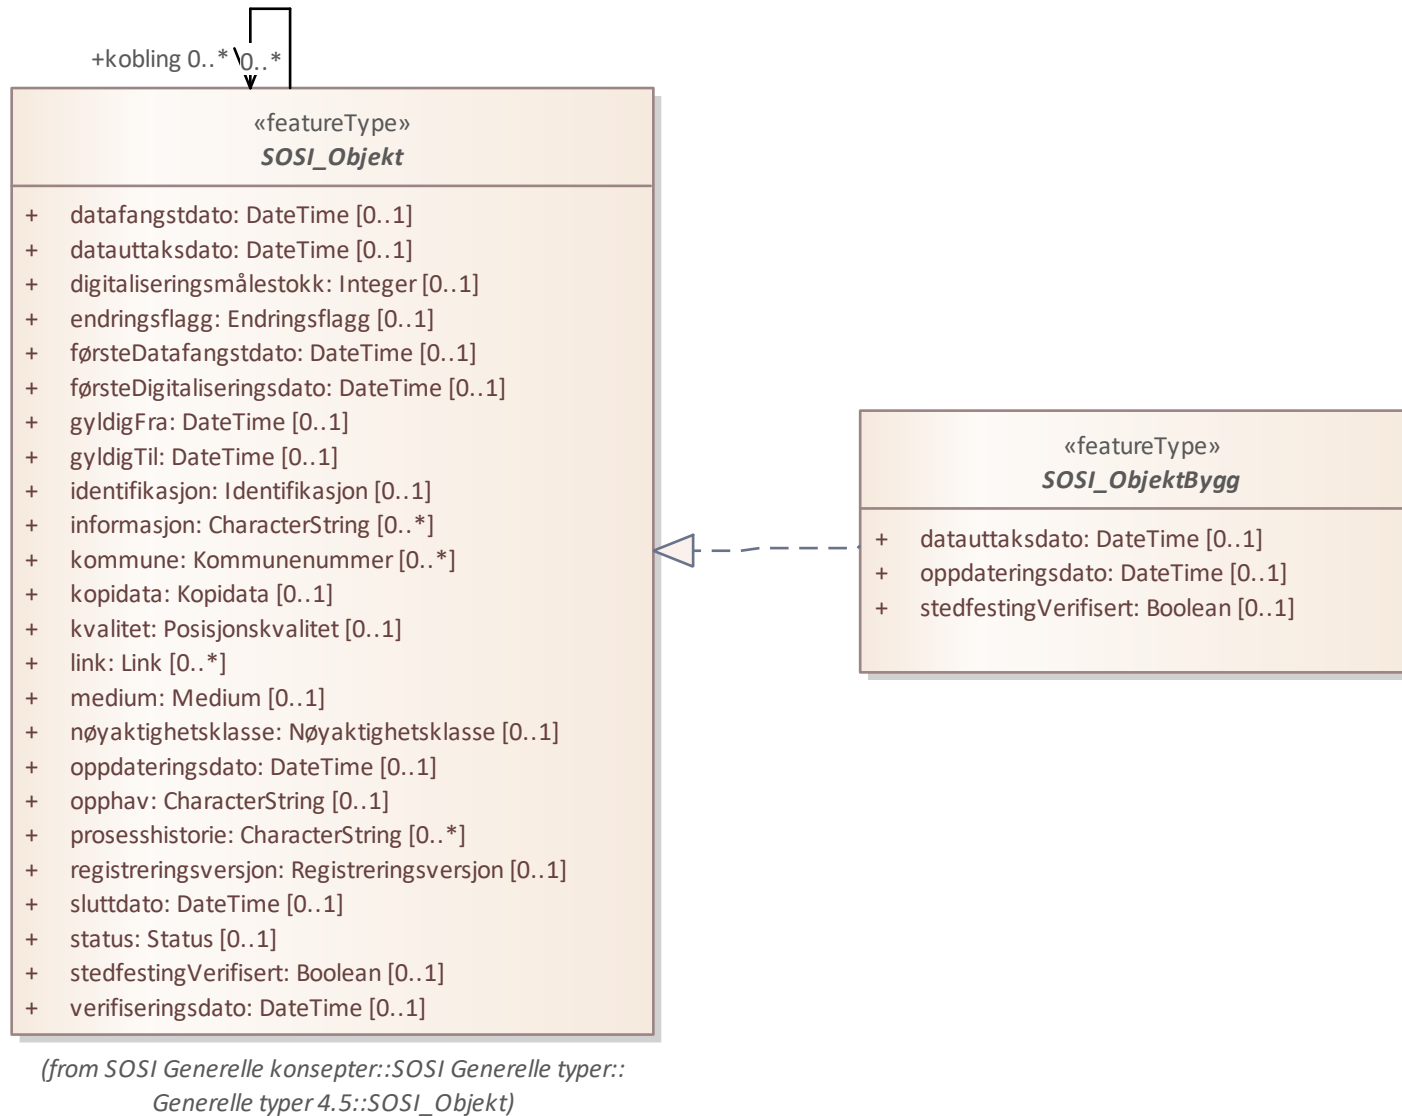 +kobling 0..* 0..*
«featureType»
SOSI_Objekt
+ datafangstdato: DateTime [0..1]
+ datauttaksdato: DateTime [0..1]
+ digitaliseringsmålestokk: Integer [0..1]
+ endringsflagg: Endringsflagg [0..1]
+ førsteDatafangstdato: DateTime [0..1]
+ førsteDigitaliseringsdato: DateTime [0..1]
+ gyldigFra: DateTime [0..1]
+ gyldigTil: DateTime [0..1]
+ identifikasjon: Identifikasjon [0..1]
+ informasjon: CharacterString [0..*]
+ kommune: Kommunenummer [0..*]
+ kopidata: Kopidata [0..1]
+ kvalitet: Posisjonskvalitet [0..1]
+ link: Link [0..*]
+ medium: Medium [0..1]
+ nøyaktighetsklasse: Nøyaktighetsklasse [0..1]
+ oppdateringsdato: DateTime [0..1]
+ opphav: CharacterString [0..1]
+ prosesshistorie: CharacterString [0..*]
+ registreringsversjon: Registreringsversjon [0..1]
+ sluttdato: DateTime [0..1]
+ status: Status [0..1]
+ stedfestingVerifisert: Boolean [0..1]
+ verifiseringsdato: DateTime [0..1]
(from SOSI Generelle konsepter::SOSI Generelle typer::
Generelle typer 4.5::SOSI_Objekt)
«featureType»
SOSI_ObjektBygg
+ datauttaksdato: DateTime [0..1]
+ oppdateringsdato: DateTime [0..1]
+ stedfestingVerifisert: Boolean [0..1]